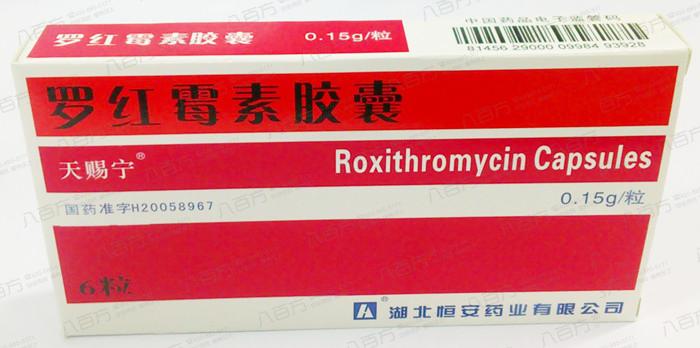 罗红霉素胶囊 0.15g/粒
中国药品电子监管码
81456 29000 09984 93928
罗红霉素胶囊
天赐宁®
Roxithromycin Capsules
国药准字H20058967
0.15g/粒
6粒
湖北恒安药业有限公司
八百方